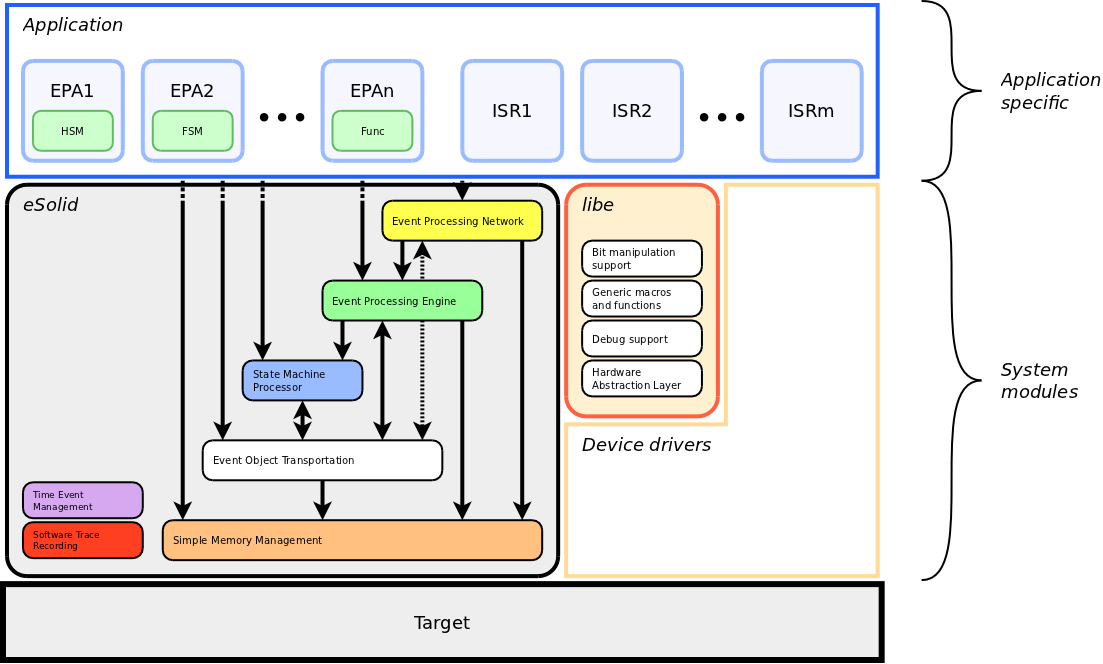 Application
EPA1
HSM
EPA2
FSM
EPAn
Func
ISR1
ISR2
ISRm
Application
specific
eSolid
Event Processing Network
Event Processing Engine
State Machine
Processor
Event Object Transportation
Time Event
Management
Software Trace
Recording
Simple Memory Management
libe
Bit manipulation
support
Generic macros
and functions
Debug support
Hardware
Abstraction Layer
Device drivers
System
modules
Target